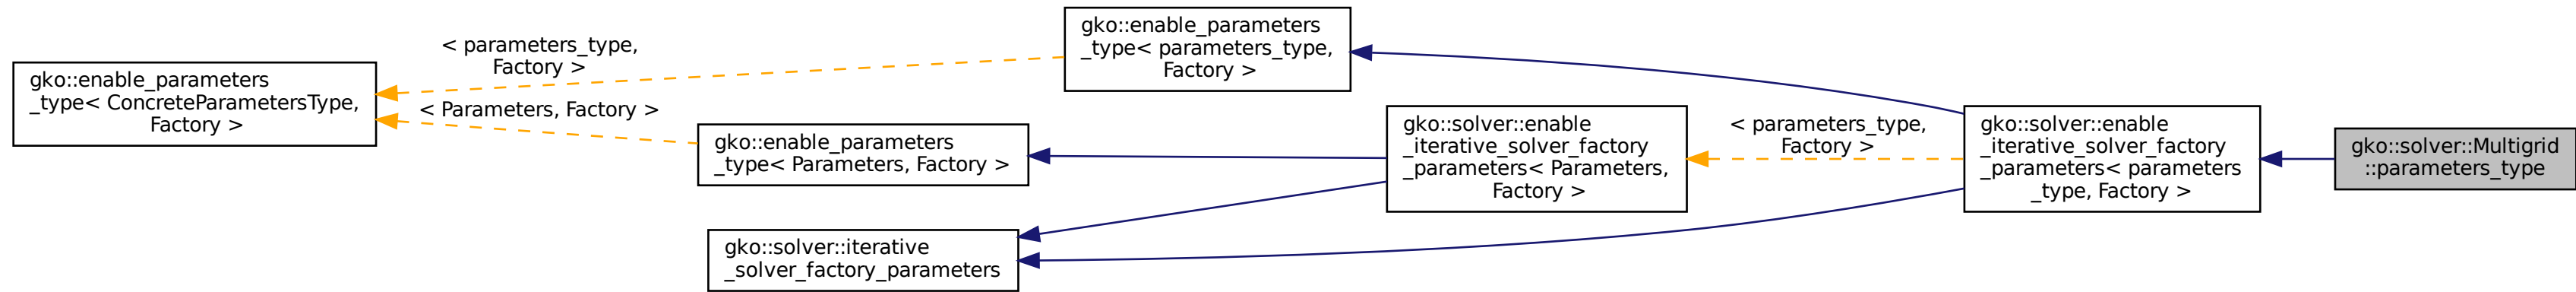 gko::enable_parameters
_type< ConcreteParametersType,
Factory >
< parameters_type,
Factory >
< Parameters, Factory >
gko::enable_parameters
_type< parameters_type,
Factory >
gko::enable_parameters
_type< Parameters, Factory >
gko::solver::iterative
_solver_factory_parameters
gko::solver::enable
_iterative_solver_factory
_parameters< Parameters,
Factory >
< parameters_type,
Factory >
gko::solver::enable
_iterative_solver_factory
_parameters< parameters
_type, Factory >
gko::solver::Multigrid
::parameters_type